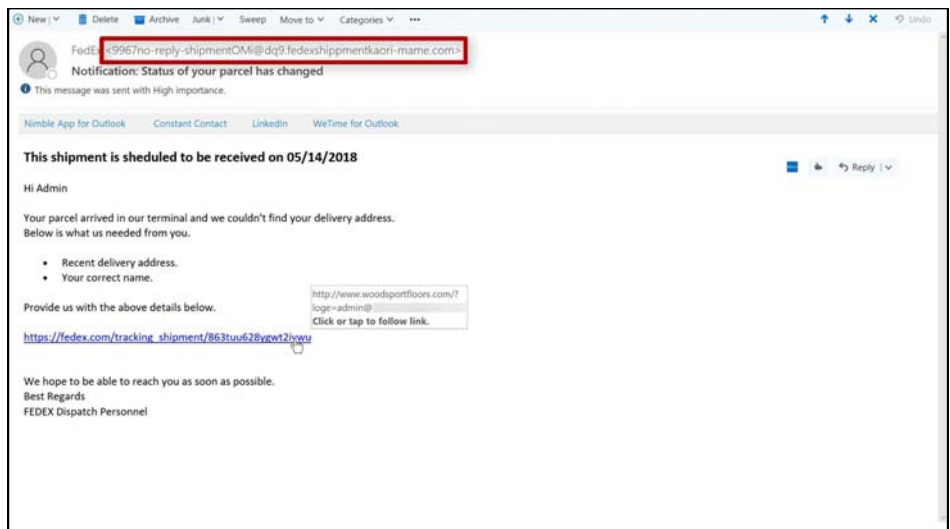 New Delete Archive Junk Sweep Move to Categories ••• Undo
FedEx <9967no-reply-shipmentOMi@dq9.fedexshippmentkaori-mame.com>
Notification: Status of your parcel has changed
This message was sent with High importance.
Nimble App for Outlook Constant Contact LinkedIn WeTime for Outlook
This shipment is sheduled to be received on 05/14/2018
Reply
Hi Admin
Your parcel arrived in our terminal and we couldn't find your delivery address.
Below is what us needed from you.
• Recent delivery address.
• Your correct name.
http://www.woodsportfloors.com/?
loge=admin@
Click or tap to follow link.
Provide us with the above details below.
https://fedex.com/tracking_shipment/863tuu628ygwt2ivwu
We hope to be able to reach you as soon as possible.
Best Regards
FEDEX Dispatch Personnel